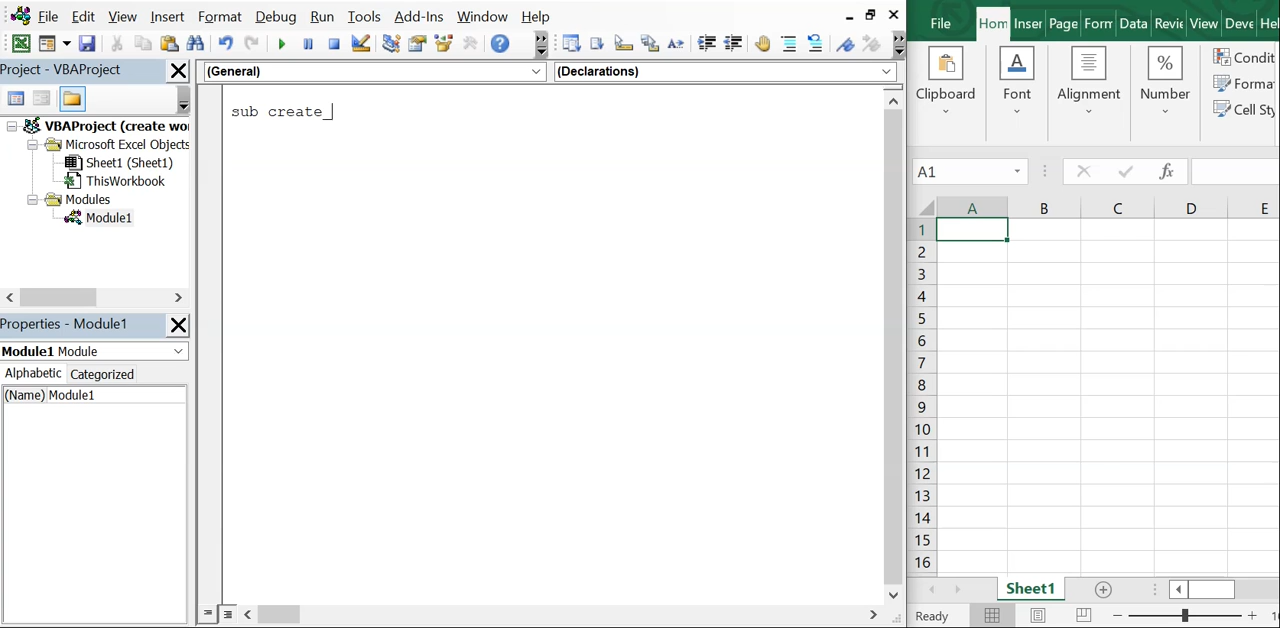 File Edit View Insert Format Debug Run Tools Add-Ins Window Help
Project - VBAProject
VBAProject (create wo
Microsoft Excel Objects
Sheet1 (Sheet1)
ThisWorkbook
Modules
Module1
Properties - Module1
Module1 Module
Alphabetic Categorized
(Name) Module1
(General) (Declarations)
sub create_
File Hom Inser Page Form Data Revie View Deve Hel
Clipboard Font Alignment Number
A % Condit
Forma
Cell Sty
A1 fx
A B C D E
1
2
3
4
5
6
7
8
9
10
11
12
13
14
15
16
Sheet1
Ready